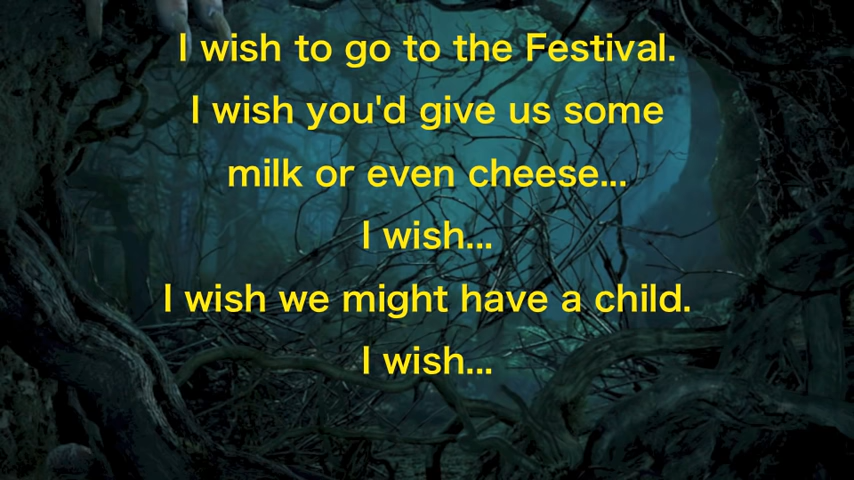 I wish to go to the Festival.
I wish you'd give us some
milk or even cheese...
I wish...
I wish we might have a child.
I wish...